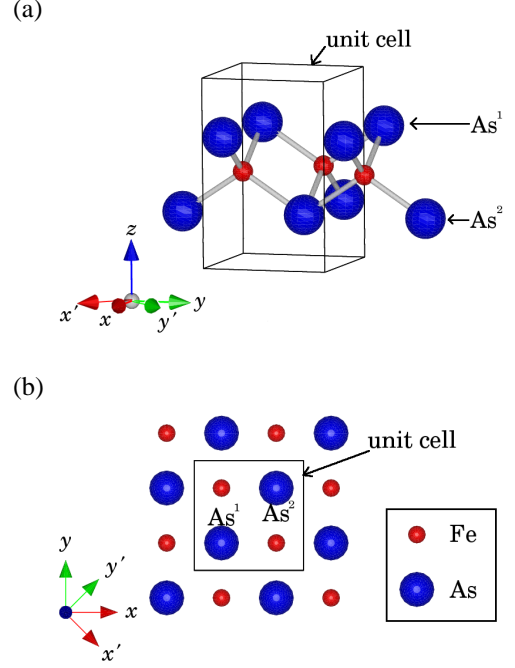 (a)
unit cell
As¹
As²
z
x′
x
y′
y
(b)
unit cell
As¹
As²
y
y′
x
x′
Fe
As